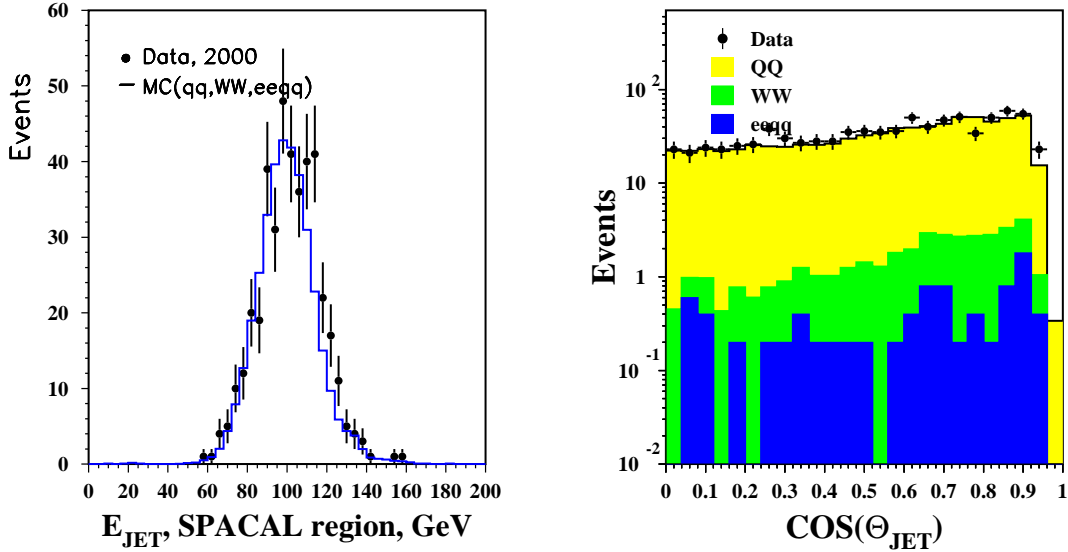 Events
60
50
40
30
20
10
0
Data, 2000
MC(qq,WW,eeqq)
0 20 40 60 80 100 120 140 160 180 200
E_JET, SPACAL region, GeV
Events
10^2
10
1
10^-1
10^-2
Data
QQ
WW
eeqq
0 0.1 0.2 0.3 0.4 0.5 0.6 0.7 0.8 0.9 1
COS(Θ_JET)